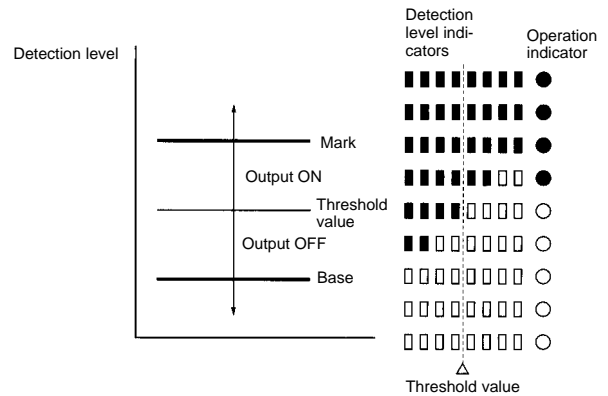 Detection
level indi-
cators
Operation
indicator
Detection level
Mark
Output ON
Threshold
value
Output OFF
Base
Threshold value